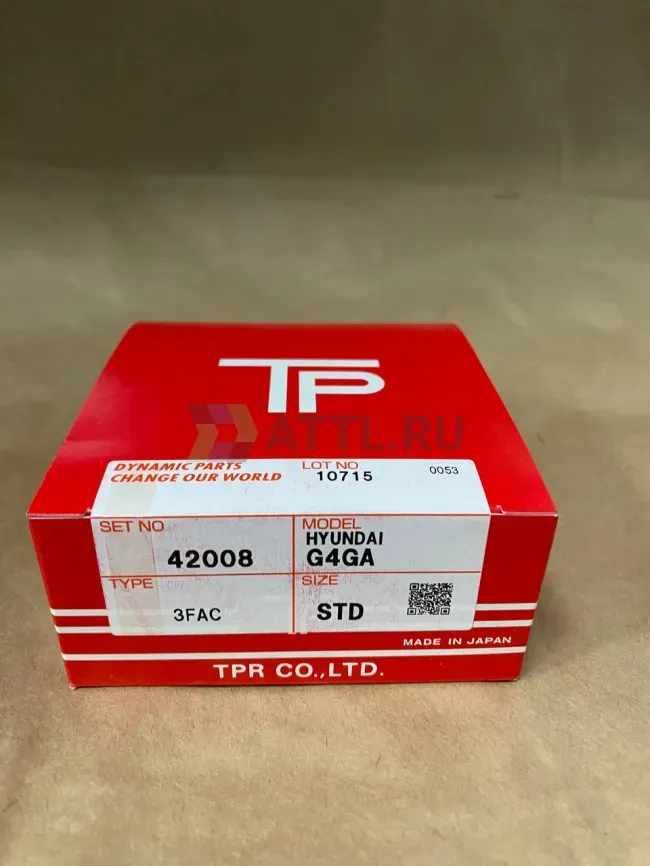 TP
ATTL.RU
DYNAMIC PARTS
CHANGE OUR WORLD
LOT NO
10715
0053
SET NO
42008
MODEL
HYUNDAI
G4GA
TYPE
3FAC
SIZE
STD
MADE IN JAPAN
TPR CO.,LTD.